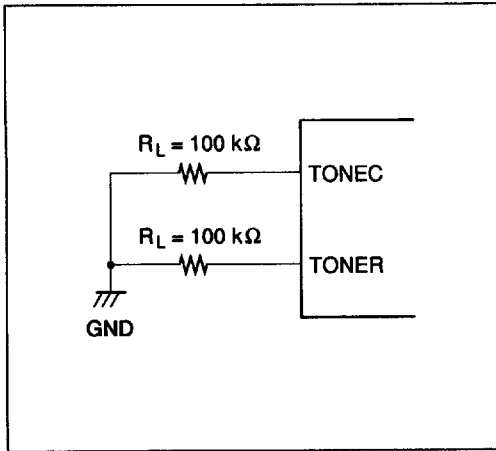 R_L = 100 kΩ
TONEC
R_L = 100 kΩ
TONER
GND